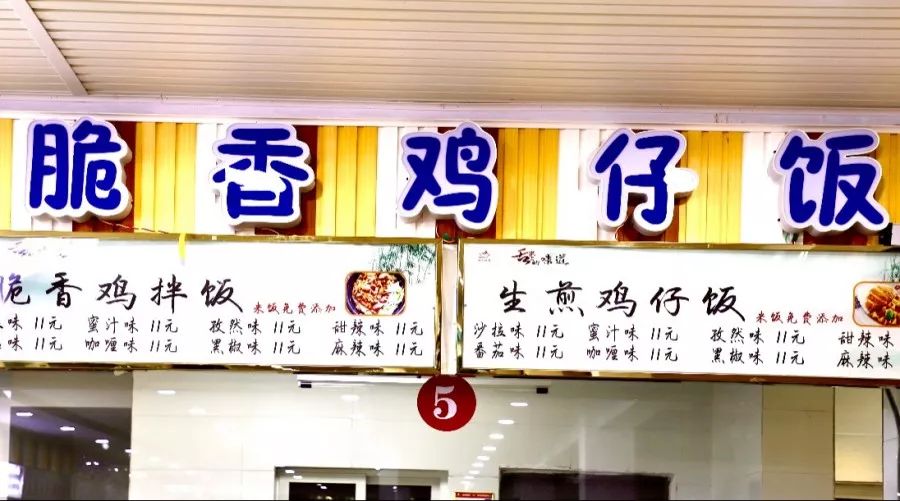 脆香鸡仔饭
脆香鸡拌饭
米饭免费添加
味 11元 蜜汁味 11元 孜然味 11元 甜辣味 11元
味 11元 咖喱味 11元 黑椒味 11元 麻辣味 11元
舌尖的味道
生煎鸡仔饭
米饭免费添加
沙拉味 11元 蜜汁味 11元 孜然味 11元 甜辣味
番茄味 11元 咖喱味 11元 黑椒味 11元 麻辣味
5